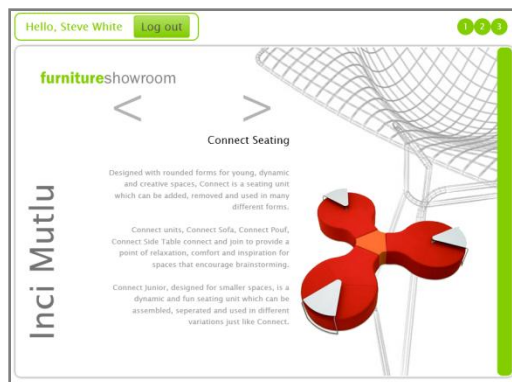 Hello, Steve White Log out
1 2 3
furnitureshowroom
< >
Connect Seating
Inci Mutlu
Designed with rounded forms for young, dynamic
and creative spaces, Connect is a seating unit
which can be added, removed and used in many
different forms.
Connect units, Connect Sofa, Connect Pouf,
Connect Side Table connect and join to provide a
point of relaxation, comfort and inspiration for
spaces that encourage brainstorming.
Connect Junior, designed for smaller spaces, is a
dynamic and fun seating unit which can be
assembled, seperated and used in different
variations just like Connect.